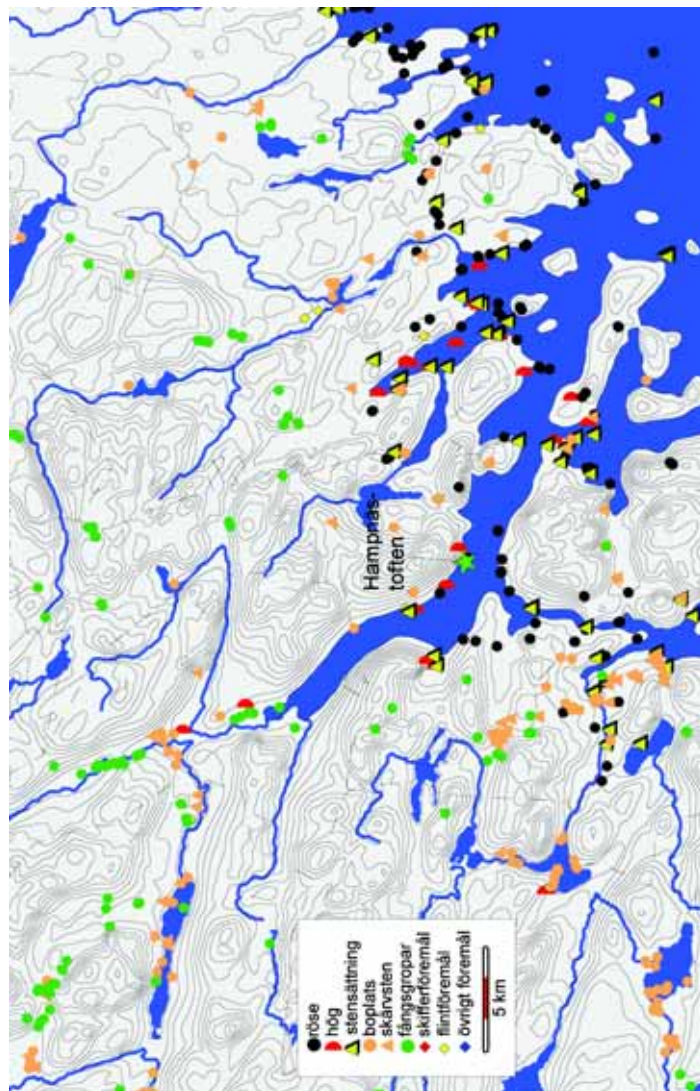 Hampnäs-
toften
röse
hög
stensättning
boplats
skärvsten
fångsgropar
skifferföremål
flintföremål
övrigt föremål
5 km